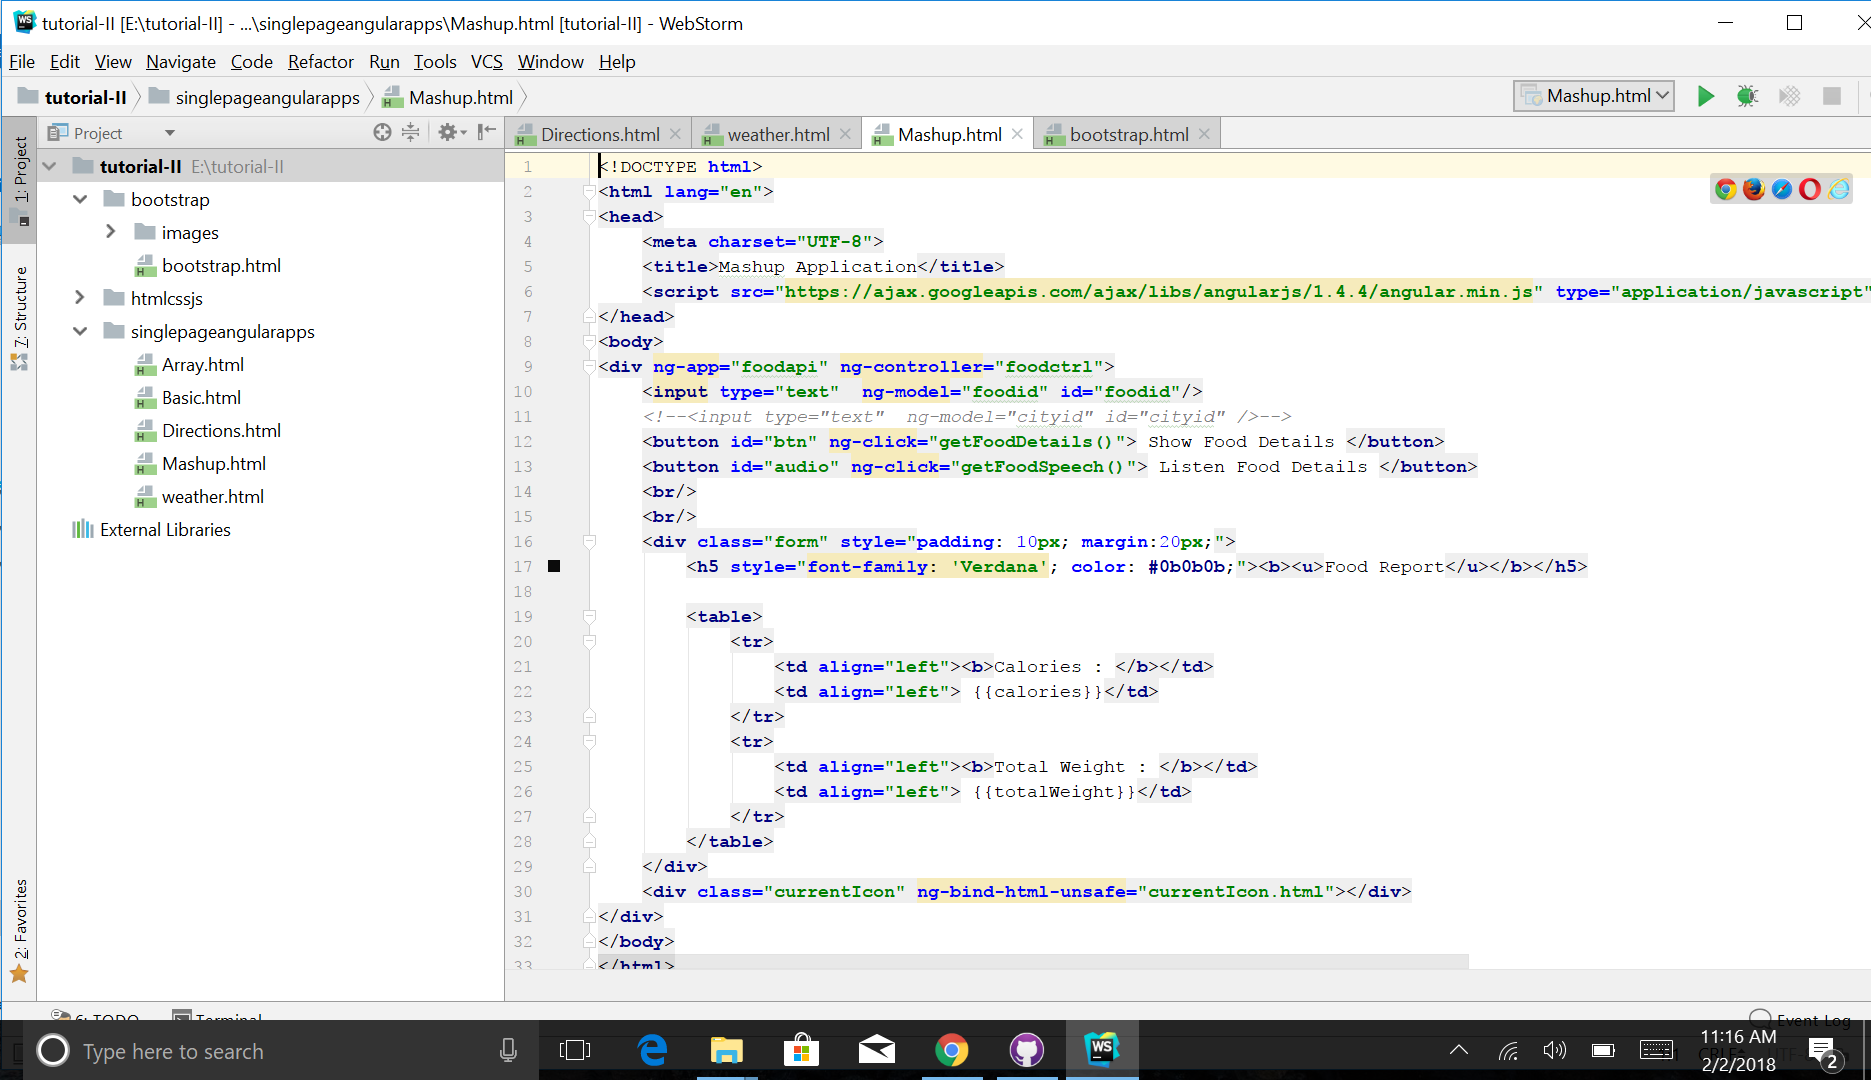 tutorial-II [E:\tutorial-II] - ...\singlepageangularapps\Mashup.html [tutorial-II] - WebStorm
File Edit View Navigate Code Refactor Run Tools VCS Window Help
tutorial-II singlepageangularapps Mashup.html
Mashup.html
Project
Directions.html weather.html Mashup.html bootstrap.html
1: Project
7: Structure
2: Favorites
tutorial-II E:\tutorial-II
bootstrap
images
bootstrap.html
htmlcssjs
singlepageangularapps
Array.html
Basic.html
Directions.html
Mashup.html
weather.html
External Libraries
1 <!DOCTYPE html>
2 <html lang="en">
3 <head>
4 <meta charset="UTF-8">
5 <title>Mashup Application</title>
6 <script src="https://ajax.googleapis.com/ajax/libs/angularjs/1.4.4/angular.min.js" type="application/javascript"
7 </head>
8 <body>
9 <div ng-app="foodapi" ng-controller="foodctrl">
10 <input type="text"  ng-model="foodid" id="foodid"/>
11 <!--<input type="text"  ng-model="cityid" id="cityid" />-->
12 <button id="btn" ng-click="getFoodDetails()"> Show Food Details </button>
13 <button id="audio" ng-click="getFoodSpeech()"> Listen Food Details </button>
14 <br/>
15 <br/>
16 <div class="form" style="padding: 10px; margin:20px;">
17 <h5 style="font-family: 'Verdana'; color: #0b0b0b;"><b><u>Food Report</u></b></h5>
18
19 <table>
20 <tr>
21 <td align="left"><b>Calories : </b></td>
22 <td align="left"> {{calories}}</td>
23 </tr>
24 <tr>
25 <td align="left"><b>Total Weight : </b></td>
26 <td align="left"> {{totalWeight}}</td>
27 </tr>
28 </table>
29 </div>
30 <div class="currentIcon" ng-bind-html-unsafe="currentIcon.html"></div>
31 </div>
32 </body>
33 </html>
6: TODO Terminal Event Log
Type here to search
11:16 AM
2/2/2018
2